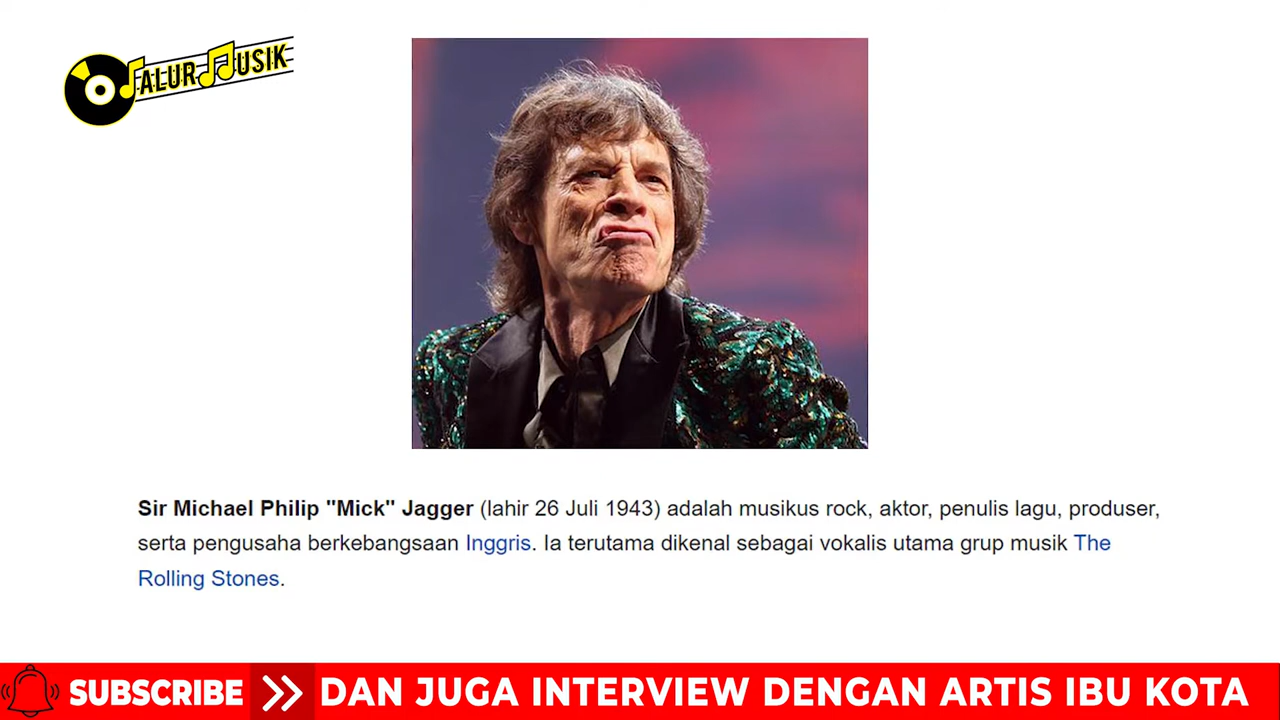 JALUR MUSIK
Sir Michael Philip "Mick" Jagger (lahir 26 Juli 1943) adalah musikus rock, aktor, penulis lagu, produser,
serta pengusaha berkebangsaan Inggris. Ia terutama dikenal sebagai vokalis utama grup musik The
Rolling Stones.
SUBSCRIBE >> DAN JUGA INTERVIEW DENGAN ARTIS IBU KOTA